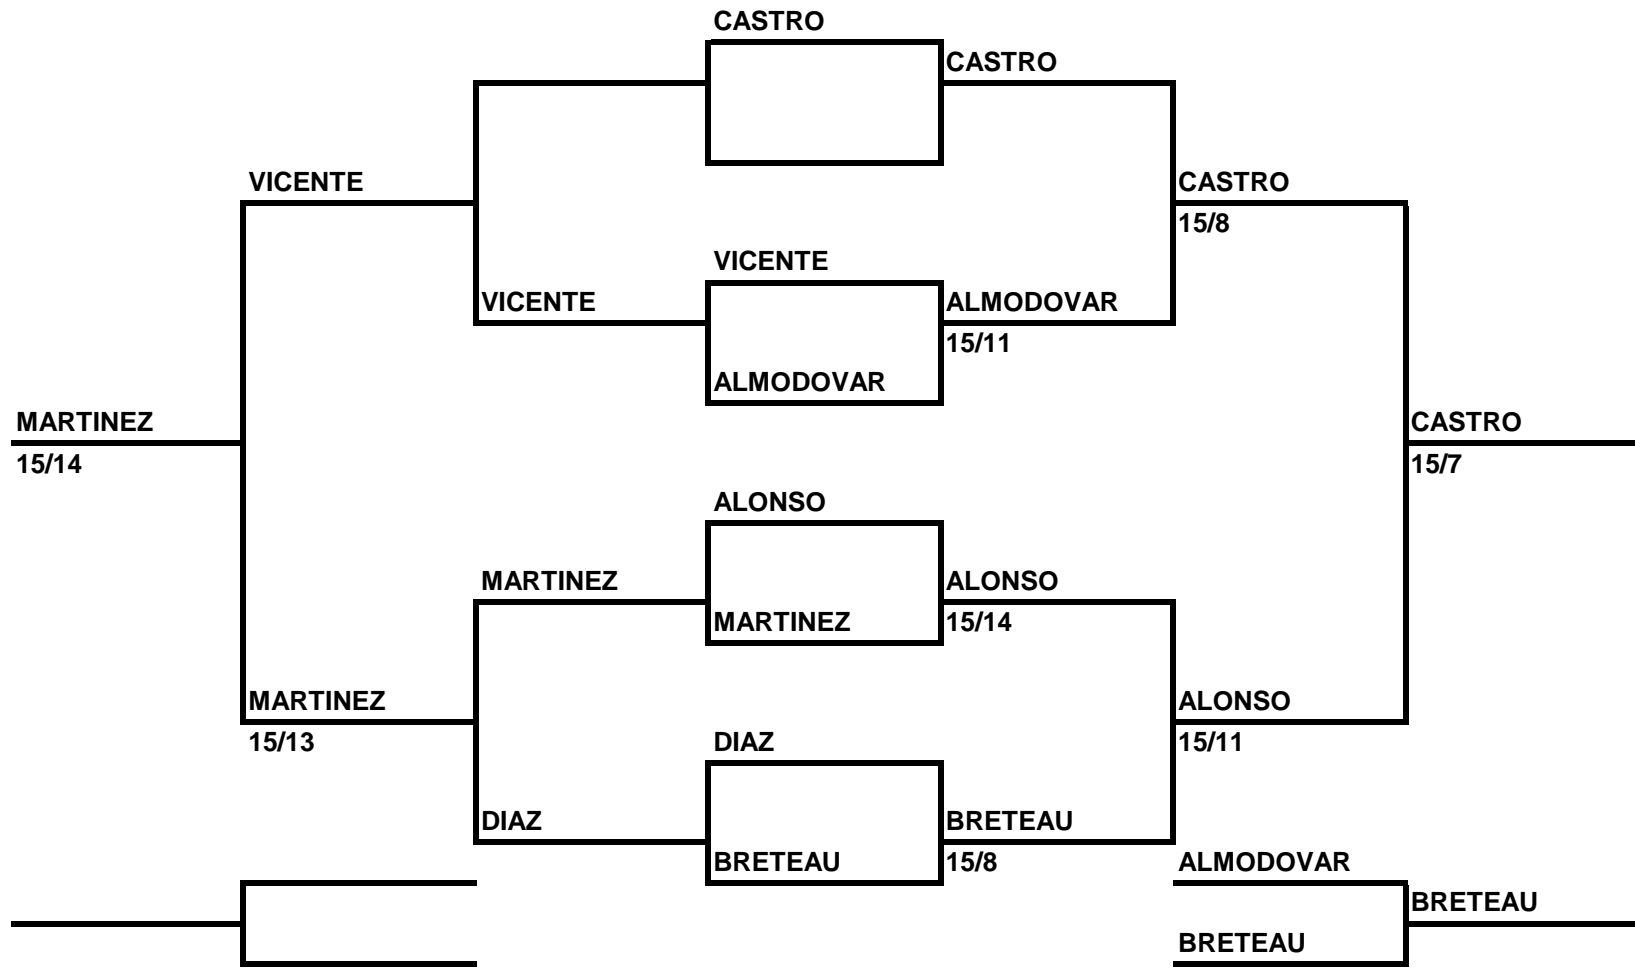 CASTRO
CASTRO
VICENTE
CASTRO
15/8
VICENTE
VICENTE
ALMODOVAR
15/11
ALMODOVAR
MARTINEZ
15/14
CASTRO
15/7
ALONSO
MARTINEZ
ALONSO
MARTINEZ
15/14
MARTINEZ
15/13
ALONSO
15/11
DIAZ
DIAZ
BRETEAU
BRETEAU
15/8
ALMODOVAR
BRETEAU
BRETEAU